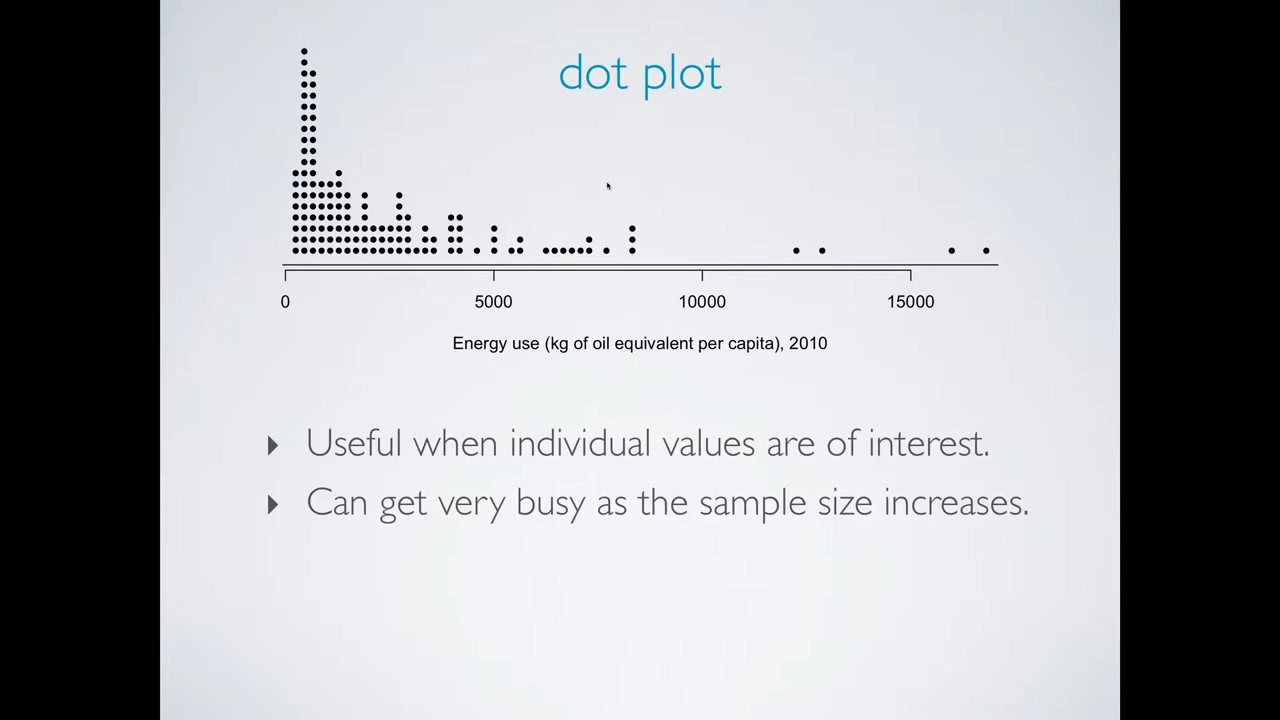 dot plot
0 5000 10000 15000
Energy use (kg of oil equivalent per capita), 2010
Useful when individual values are of interest.
Can get very busy as the sample size increases.